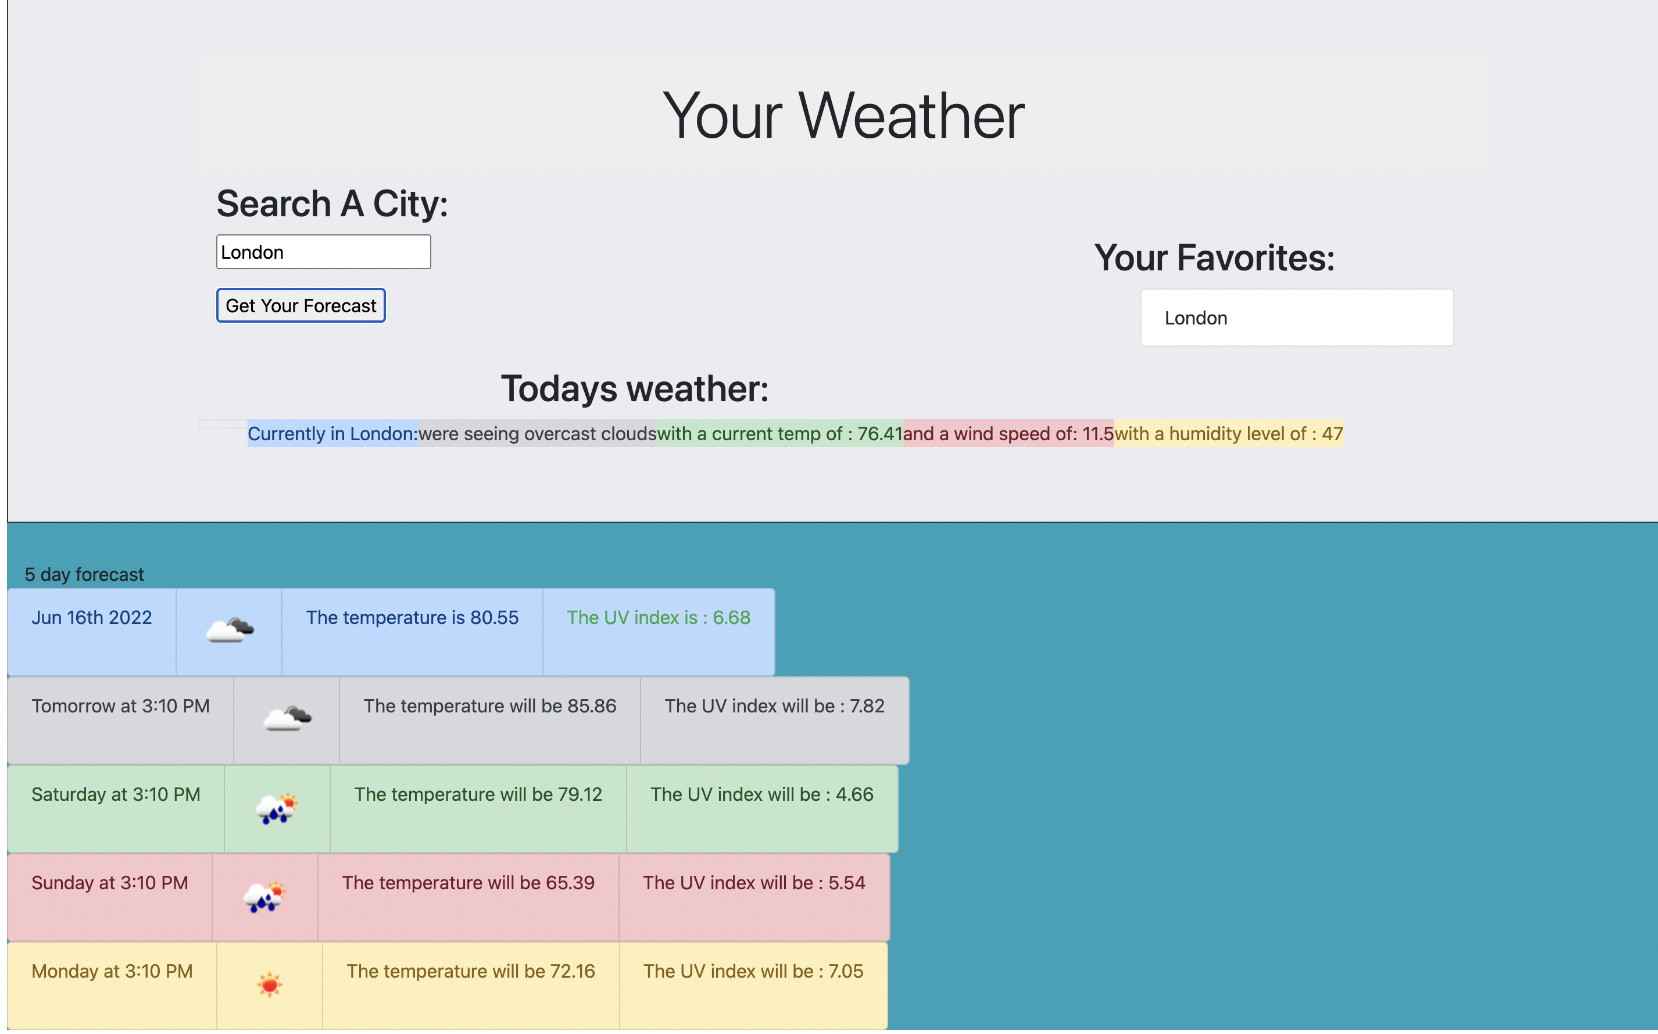 Your Weather
Search A City:
London
Get Your Forecast
Your Favorites:
London
Todays weather:
Currently in London:were seeing overcast cloudswith a current temp of : 76.41and a wind speed of: 11.5with a humidity level of : 47
5 day forecast
Jun 16th 2022 The temperature is 80.55 The UV index is : 6.68
Tomorrow at 3:10 PM The temperature will be 85.86 The UV index will be : 7.82
Saturday at 3:10 PM The temperature will be 79.12 The UV index will be : 4.66
Sunday at 3:10 PM The temperature will be 65.39 The UV index will be : 5.54
Monday at 3:10 PM The temperature will be 72.16 The UV index will be : 7.05